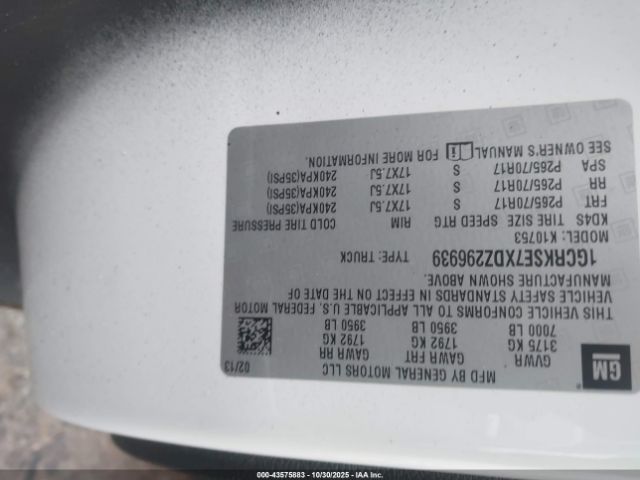 GM
MFD BY GENERAL MOTORS LLC 02/13
GVWR GAWR FRT GAWR RR
3175 KG 1792 KG 1792 KG
7000 LB 3950 LB 3950 LB
THIS VEHICLE CONFORMS TO ALL APPLICABLE U.S. FEDERAL MOTOR
VEHICLE SAFETY STANDARDS IN EFFECT ON THE DATE OF
MANUFACTURE SHOWN ABOVE.
1GCRKSE7XDZ296939 TYPE: TRUCK
MODEL: K10753
KD4S TIRE SIZE SPEED RTG RIM COLD TIRE PRESSURE
FRT P265/70R17 S 17X7.5J 240KPA(35PSI)
RR P265/70R17 S 17X7.5J 240KPA(35PSI)
SPA P265/70R17 S 17X7.5J 240KPA(35PSI)
SEE OWNER'S MANUAL FOR MORE INFORMATION.
000-43575883 - 10/30/2025 - ©2025, IAA Inc.